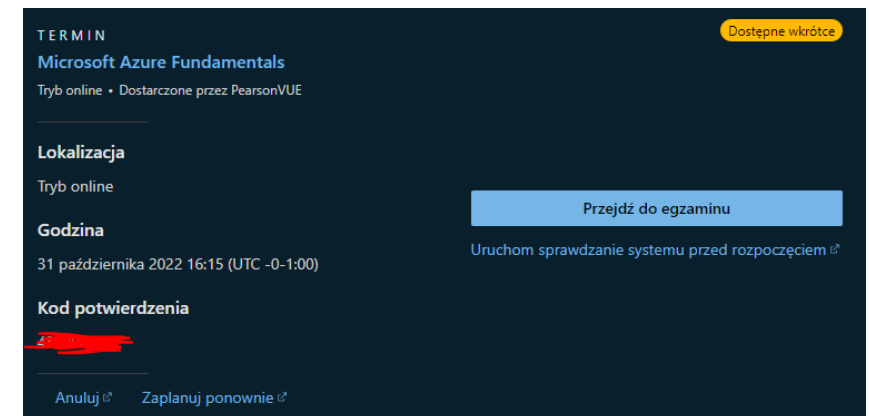 TERMIN
Dostępne wkrótce
Microsoft Azure Fundamentals
Tryb online • Dostarczone przez PearsonVUE
Lokalizacja
Tryb online
Przejdź do egzaminu
Godzina
Uruchom sprawdzanie systemu przed rozpoczęciem
31 października 2022 16:15 (UTC -0-1:00)
Kod potwierdzenia
Anuluj
Zaplanuj ponownie